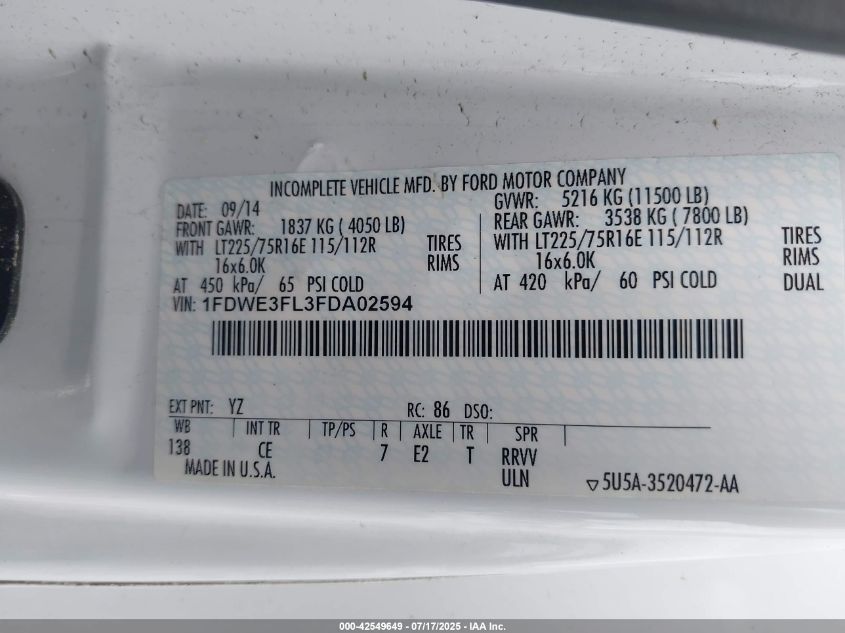 INCOMPLETE VEHICLE MFD. BY FORD MOTOR COMPANY
DATE: 09/14
FRONT GAWR: 1837 KG ( 4050 LB)
WITH LT225/75R16E 115/112R TIRES
16x6.0K RIMS
AT 450 kPa/ 65 PSI COLD
GVWR: 5216 KG (11500 LB)
REAR GAWR: 3538 KG ( 7800 LB)
WITH LT225/75R16E 115/112R TIRES
16x6.0K RIMS
AT 420 kPa/ 60 PSI COLD DUAL
VIN: 1FDWE3FL3FDA02594
EXT PNT: YZ RC: 86 DSO:
WB INT TR TP/PS R AXLE TR SPR
138 CE 7 E2 T RRVV
MADE IN U.S.A. ULN 5U5A-3520472-AA
000-42549649 - 07/17/2025 - IAA Inc.